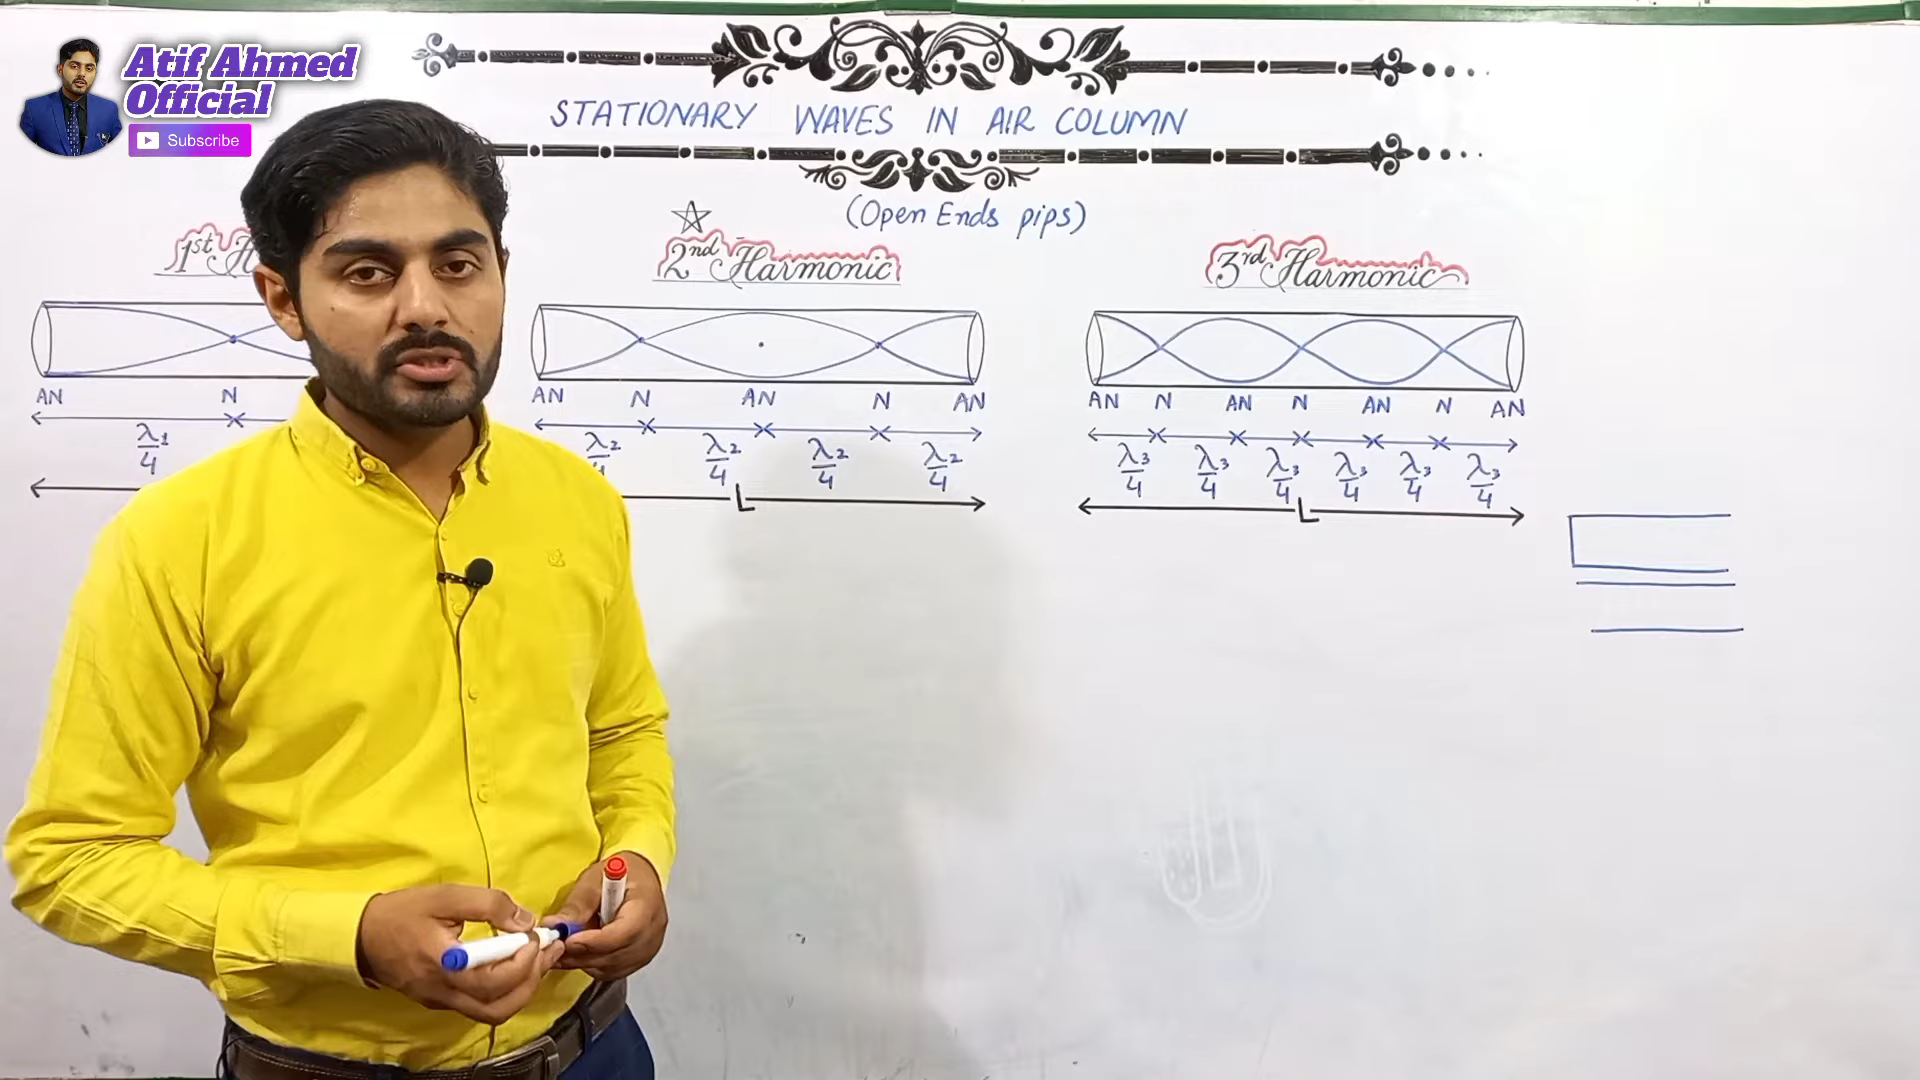 Atif Ahmed
Official
Subscribe
STATIONARY WAVES IN AIR COLUMN
(Open Ends pips)
1st
2nd Harmonic
3rd Harmonic
AN N
AN N AN N AN
AN N AN N AN N AN
λ1/4
λ2/4 λ2/4 λ2/4 λ2/4
λ3/4 λ3/4 λ3/4 λ3/4 λ3/4 λ3/4
L
L